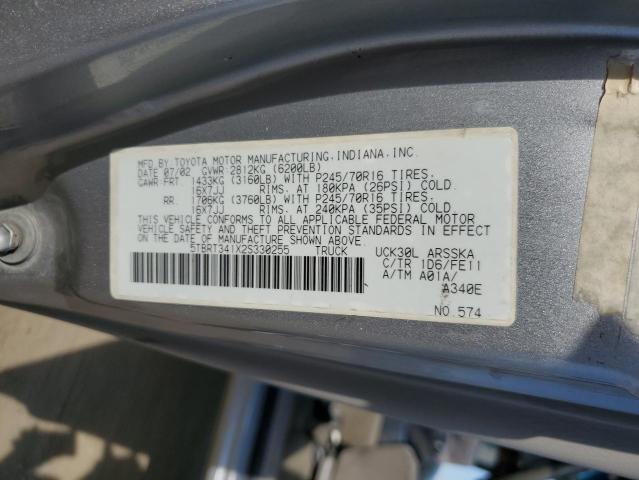 MFD.BY TOYOTA MOTOR MANUFACTURING,INDIANA,INC.
DATE 07/02 GVWR:2812KG (6200LB)
GAWR:FRT. 1433KG (3160LB) WITH P245/70R16 TIRES.
16X7JJ RIMS. AT 180KPA (26PSI) COLD.
RR. 1706KG (3760LB) WITH P245/70R16 TIRES.
16X7JJ RIMS. AT 240KPA (35PSI) COLD.
THIS VEHICLE CONFORMS TO ALL APPLICABLE FEDERAL MOTOR
VEHICLE SAFETY AND THEFT PREVENTION STANDARDS IN EFFECT
ON THE DATE OF MANUFACTURE SHOWN ABOVE.
5TBRT341X2S330255 TRUCK UCK30L ARSSKA
C/TR 1D6/FE11
A/TM A01A/
A340E
NO.574